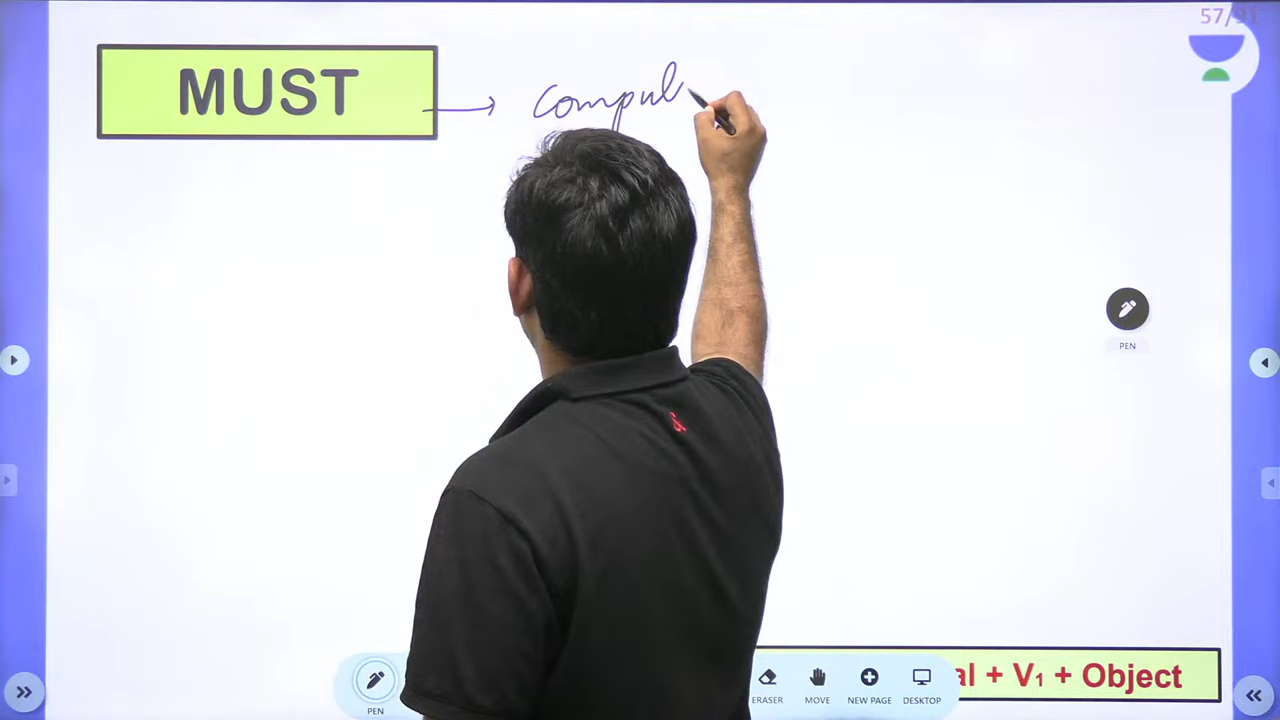 57/91
MUST → compul
PEN
al + V₁ + Object
PEN
ERASER
MOVE
NEW PAGE
DESKTOP